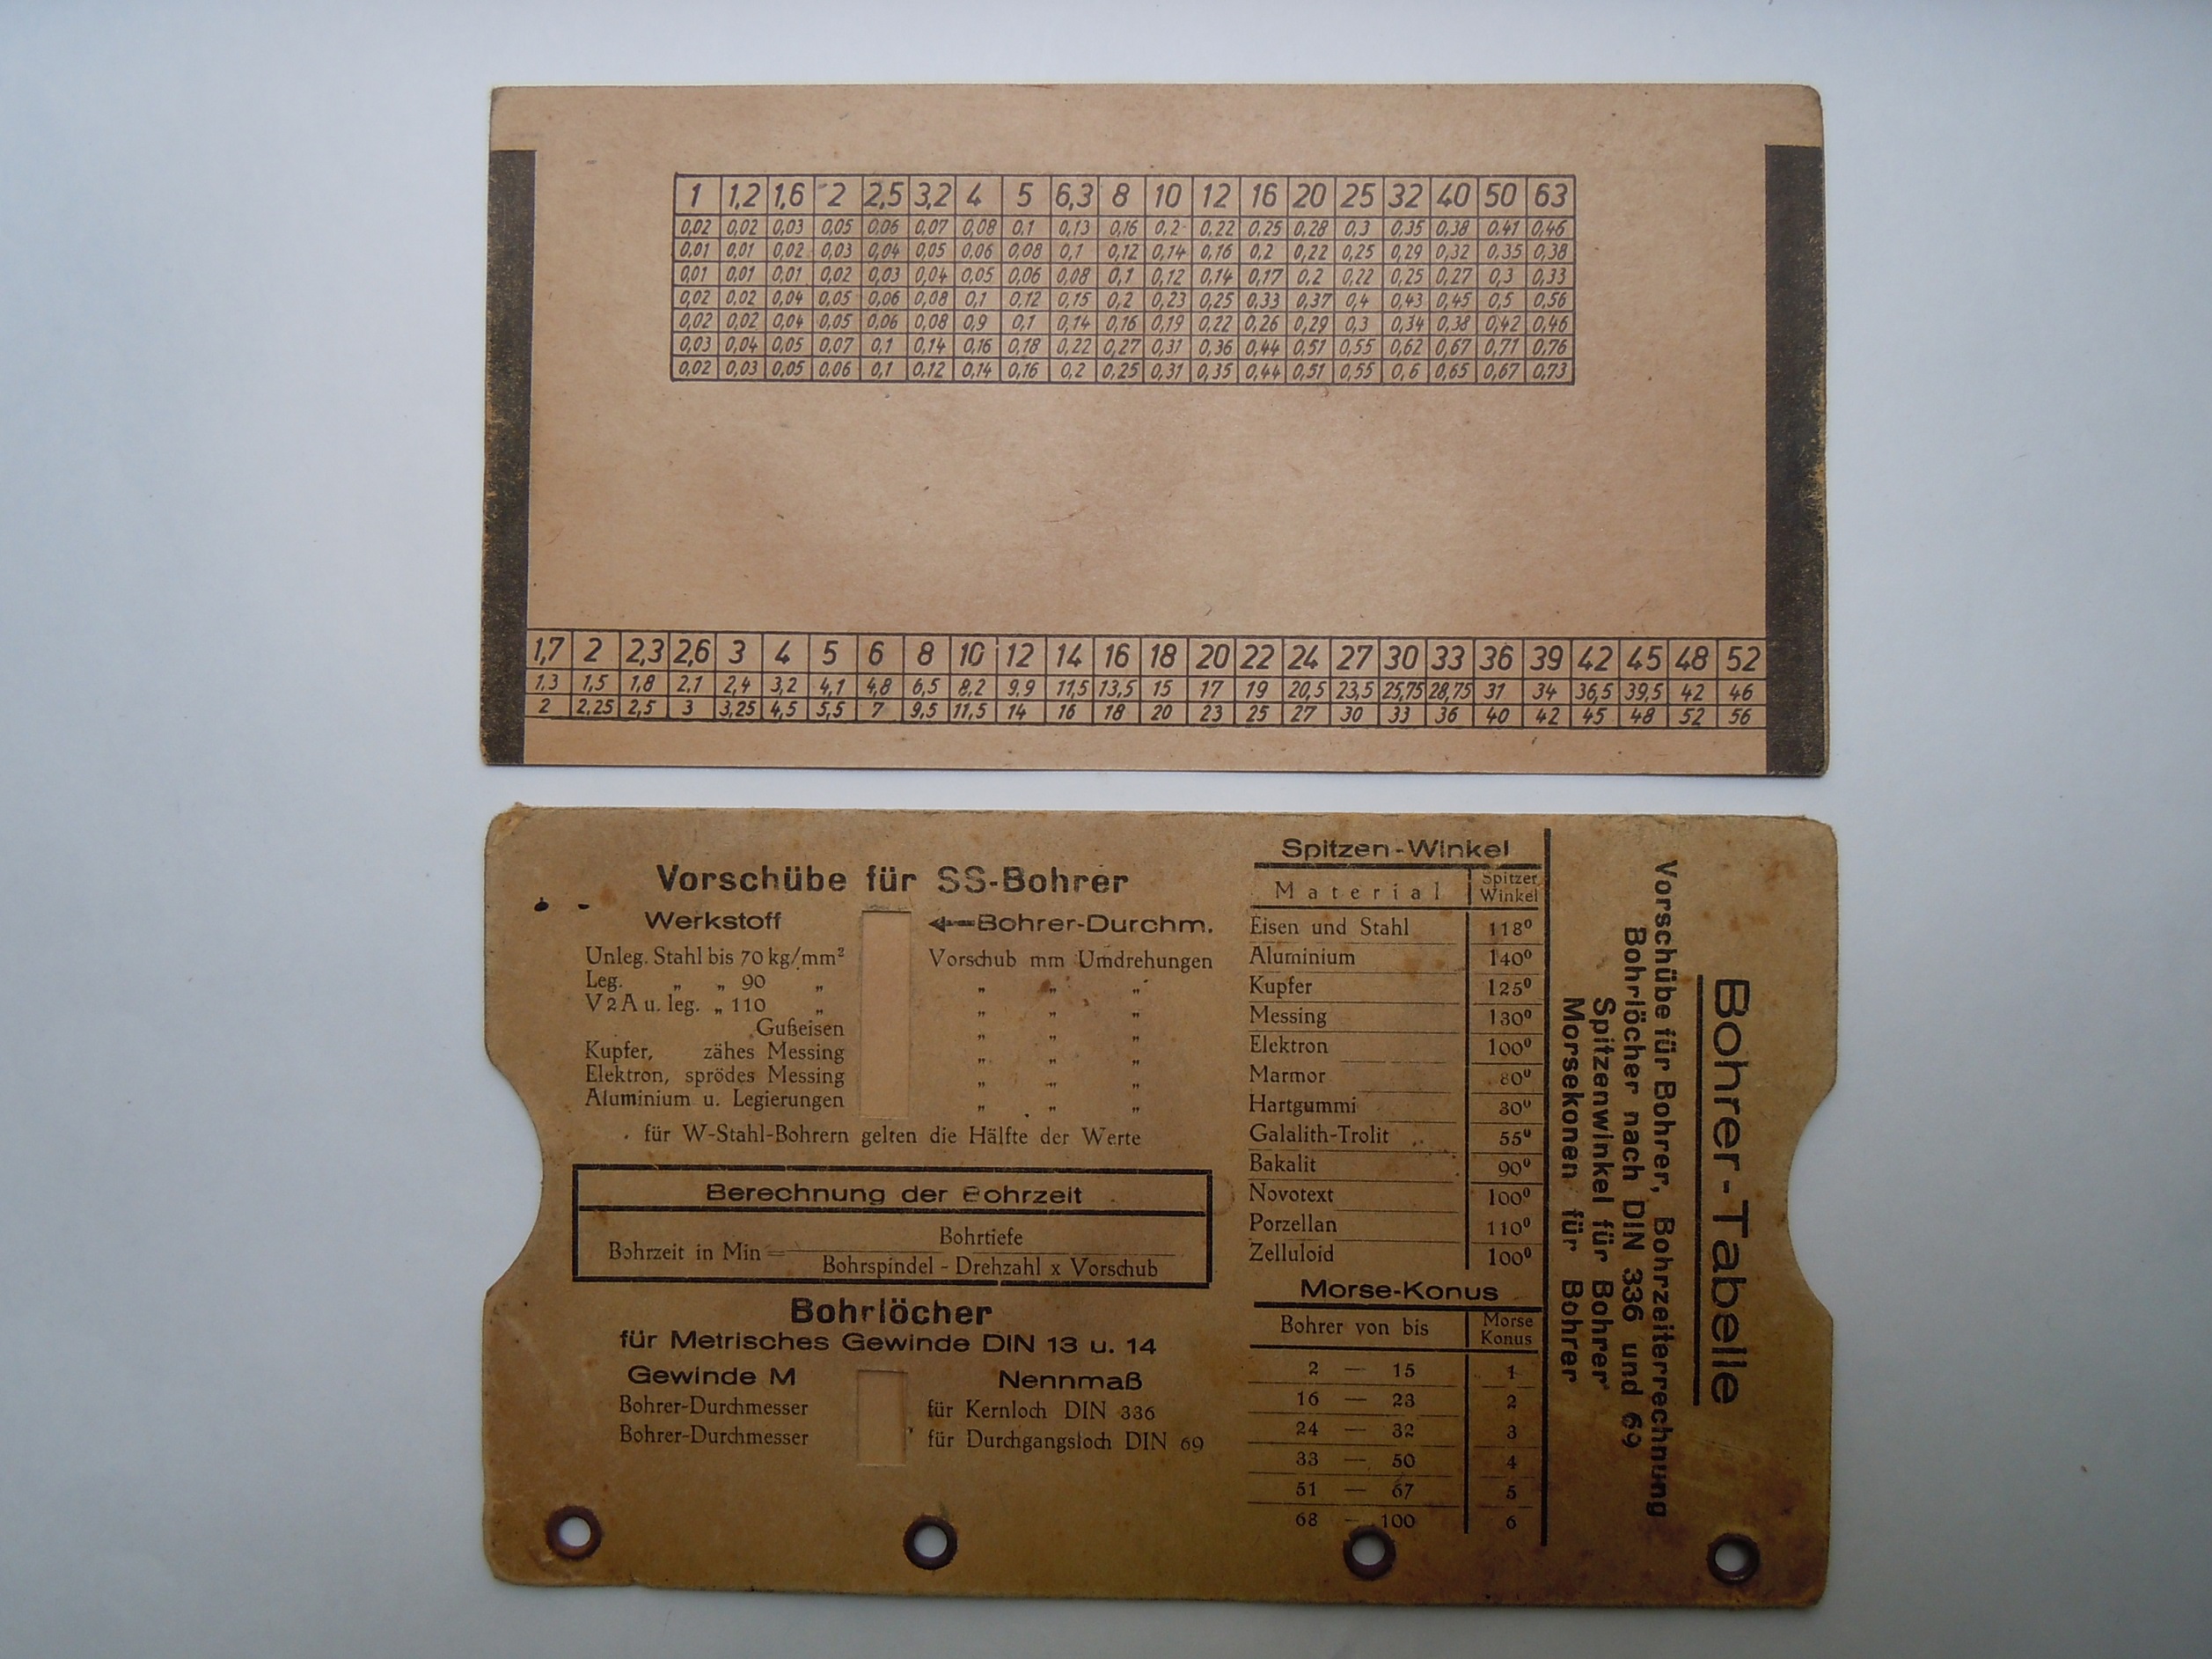 1 1,2 1,6 2 2,5 3,2 4 5 6,3 8 10 12 16 20 25 32 40 50 63
0,02 0,02 0,03 0,05 0,06 0,07 0,08 0,1 0,13 0,16 0,2 0,22 0,25 0,28 0,3 0,35 0,38 0,41 0,46
0,01 0,01 0,02 0,03 0,04 0,05 0,06 0,08 0,1 0,12 0,14 0,16 0,2 0,22 0,25 0,29 0,32 0,35 0,38
0,01 0,01 0,01 0,02 0,03 0,04 0,05 0,06 0,08 0,1 0,12 0,14 0,17 0,2 0,22 0,25 0,27 0,3 0,33
0,02 0,02 0,04 0,05 0,06 0,08 0,1 0,12 0,15 0,2 0,23 0,25 0,33 0,37 0,4 0,43 0,45 0,5 0,56
0,02 0,02 0,04 0,05 0,06 0,08 0,9 0,1 0,14 0,16 0,19 0,22 0,26 0,29 0,3 0,34 0,38 0,42 0,46
0,03 0,04 0,05 0,07 0,1 0,14 0,16 0,18 0,22 0,27 0,31 0,36 0,44 0,51 0,55 0,62 0,67 0,71 0,76
0,02 0,03 0,05 0,06 0,1 0,12 0,14 0,16 0,2 0,25 0,31 0,35 0,44 0,51 0,55 0,6 0,65 0,67 0,73
1,7 2 2,3 2,6 3 4 5 6 8 10 12 14 16 18 20 22 24 27 30 33 36 39 42 45 48 52
1,3 1,5 1,8 2,1 2,4 3,2 4,1 4,8 6,5 8,2 9,9 11,5 13,5 15 17 19 20,5 23,5 25,75 28,75 31 34 36,5 39,5 42 46
2 2,25 2,5 3 3,25 4,5 5,5 7 9,5 11,5 14 16 18 20 23 25 27 30 33 36 40 42 45 48 52 56
Vorschübe für SS-Bohrer
Werkstoff ←Bohrer-Durchm.
Unleg. Stahl bis 70 kg/mm² Vorschub mm Umdrehungen
Leg. „ „ 90 „ „ „ „
V2A u. leg. „ 110 „ „ „ „
Gußeisen „ „ „
Kupfer, zähes Messing „ „ „
Elektron, sprödes Messing „ „ „
Aluminium u. Legierungen „ „ „
für W-Stahl-Bohrern gelten die Hälfte der Werte
Berechnung der Bohrzeit
Bohrtiefe
Bohrzeit in Min =
Bohrspindel - Drehzahl x Vorschub
Bohrlöcher
für Metrisches Gewinde DIN 13 u. 14
Gewinde M Nennmaß
Bohrer-Durchmesser für Kernloch DIN 336
Bohrer-Durchmesser für Durchgangsloch DIN 69
Spitzen-Winkel
Material Spitzer Winkel
Eisen und Stahl 118°
Aluminium 140°
Kupfer 125°
Messing 130°
Elektron 100°
Marmor 80°
Hartgummi 30°
Galalith-Trolit 55°
Bakalit 90°
Novotext 100°
Porzellan 110°
Zelluloid 100°
Morse-Konus
Bohrer von bis Morse Konus
2 — 15 1
16 — 23 2
24 — 32 3
33 — 50 4
51 — 67 5
68 — 100 6
Bohrer-Tabelle
Vorschübe für Bohrer, Bohrzeiterrechnung
Bohrlöcher nach DIN 336 und 69
Spitzenwinkel für Bohrer
Morsekonen für Bohrer